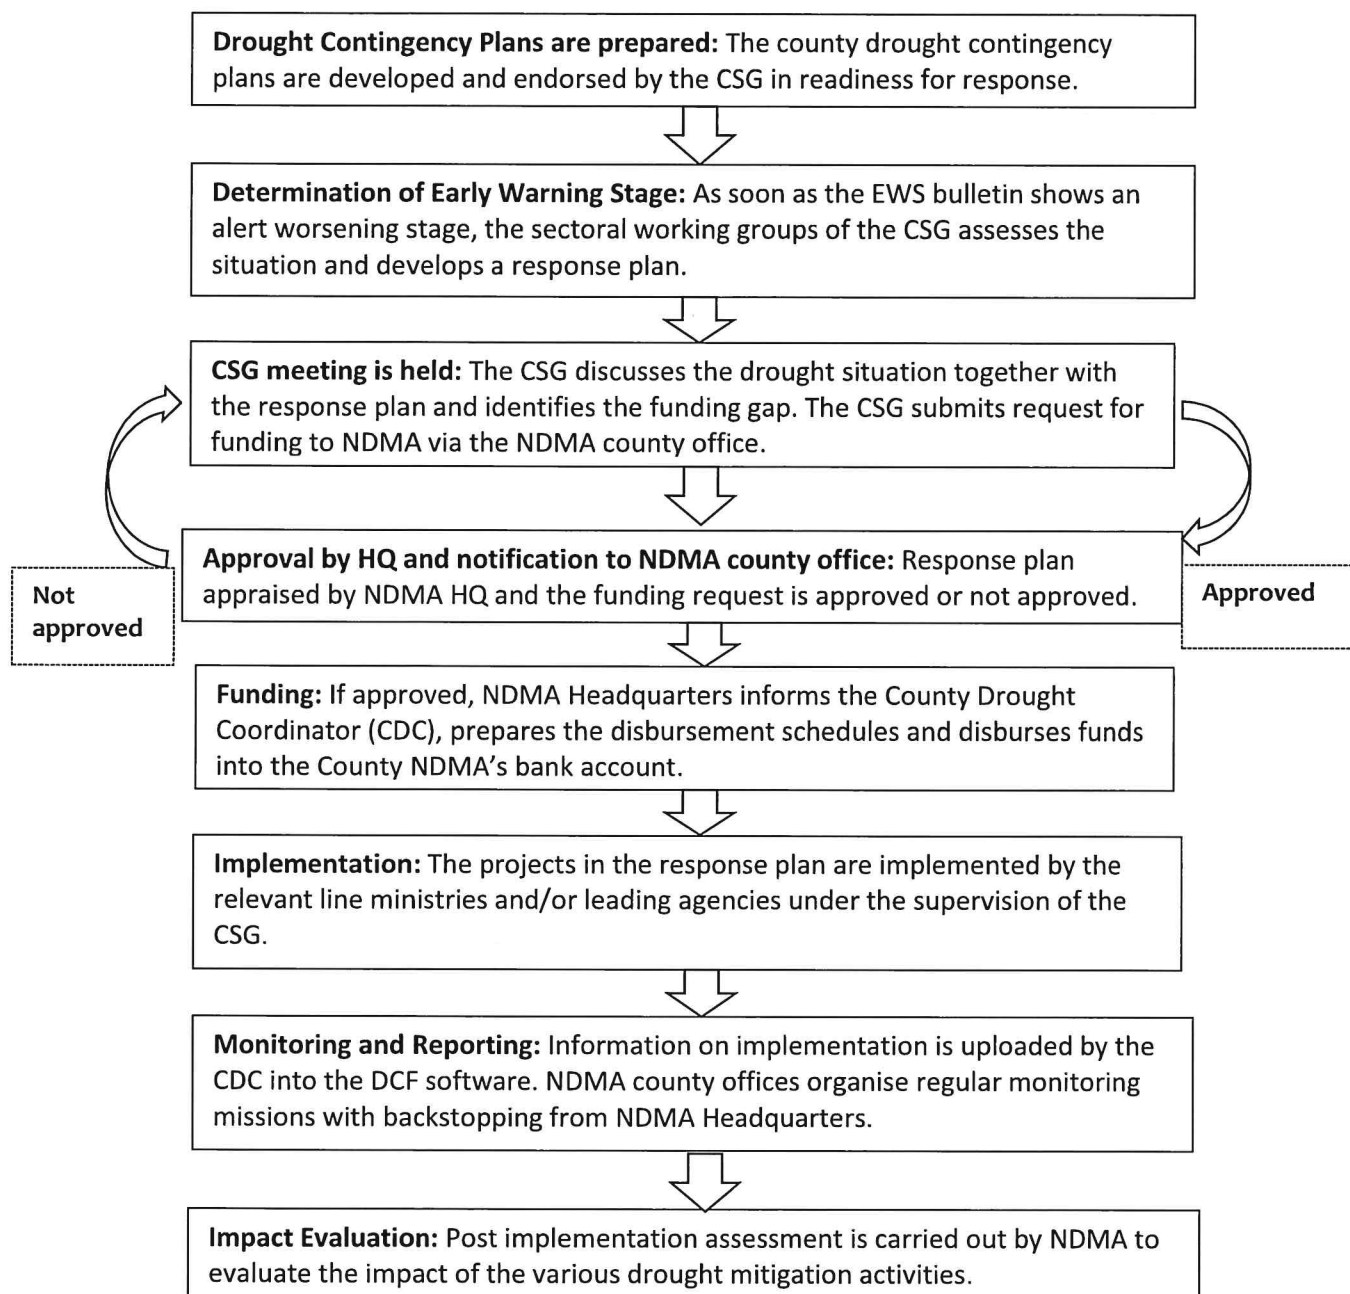 Drought Contingency Plans are prepared: The county drought contingency
plans are developed and endorsed by the CSG in readiness for response.
Determination of Early Warning Stage: As soon as the EWS bulletin shows an
alert worsening stage, the sectoral working groups of the CSG assesses the
situation and develops a response plan.
CSG meeting is held: The CSG discusses the drought situation together with
the response plan and identifies the funding gap. The CSG submits request for
funding to NDMA via the NDMA county office.
Approval by HQ and notification to NDMA county office: Response plan
appraised by NDMA HQ and the funding request is approved or not approved.
Not
approved
Approved
Funding: If approved, NDMA Headquarters informs the County Drought
Coordinator (CDC), prepares the disbursement schedules and disburses funds
into the County NDMA’s bank account.
Implementation: The projects in the response plan are implemented by the
relevant line ministries and/or leading agencies under the supervision of the
CSG.
Monitoring and Reporting: Information on implementation is uploaded by the
CDC into the DCF software. NDMA county offices organise regular monitoring
missions with backstopping from NDMA Headquarters.
Impact Evaluation: Post implementation assessment is carried out by NDMA to
evaluate the impact of the various drought mitigation activities.